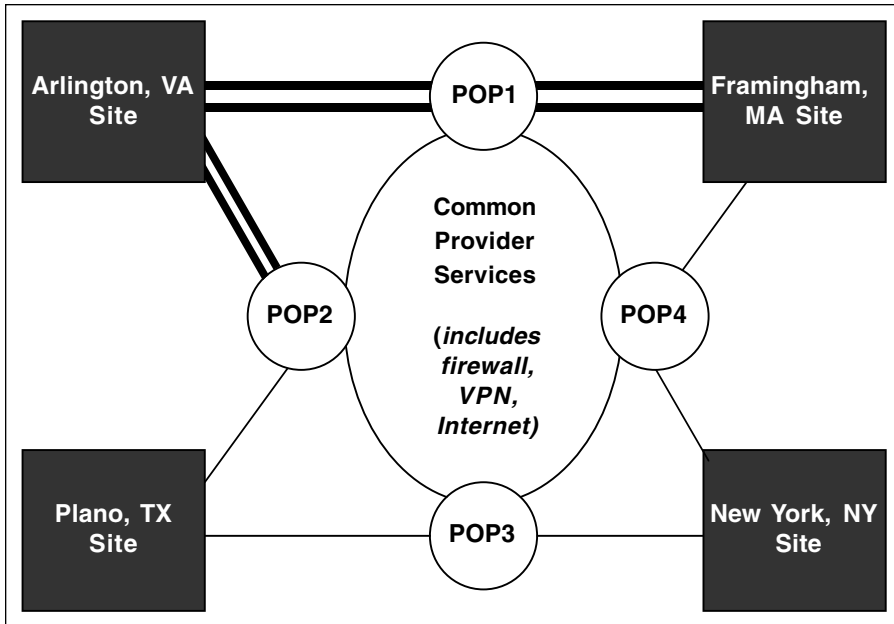 Arlington, VA
Site
POP1
Framingham,
MA Site
Common
Provider
Services
(includes
firewall,
VPN,
Internet)
POP2
POP4
Plano, TX
Site
POP3
New York, NY
Site